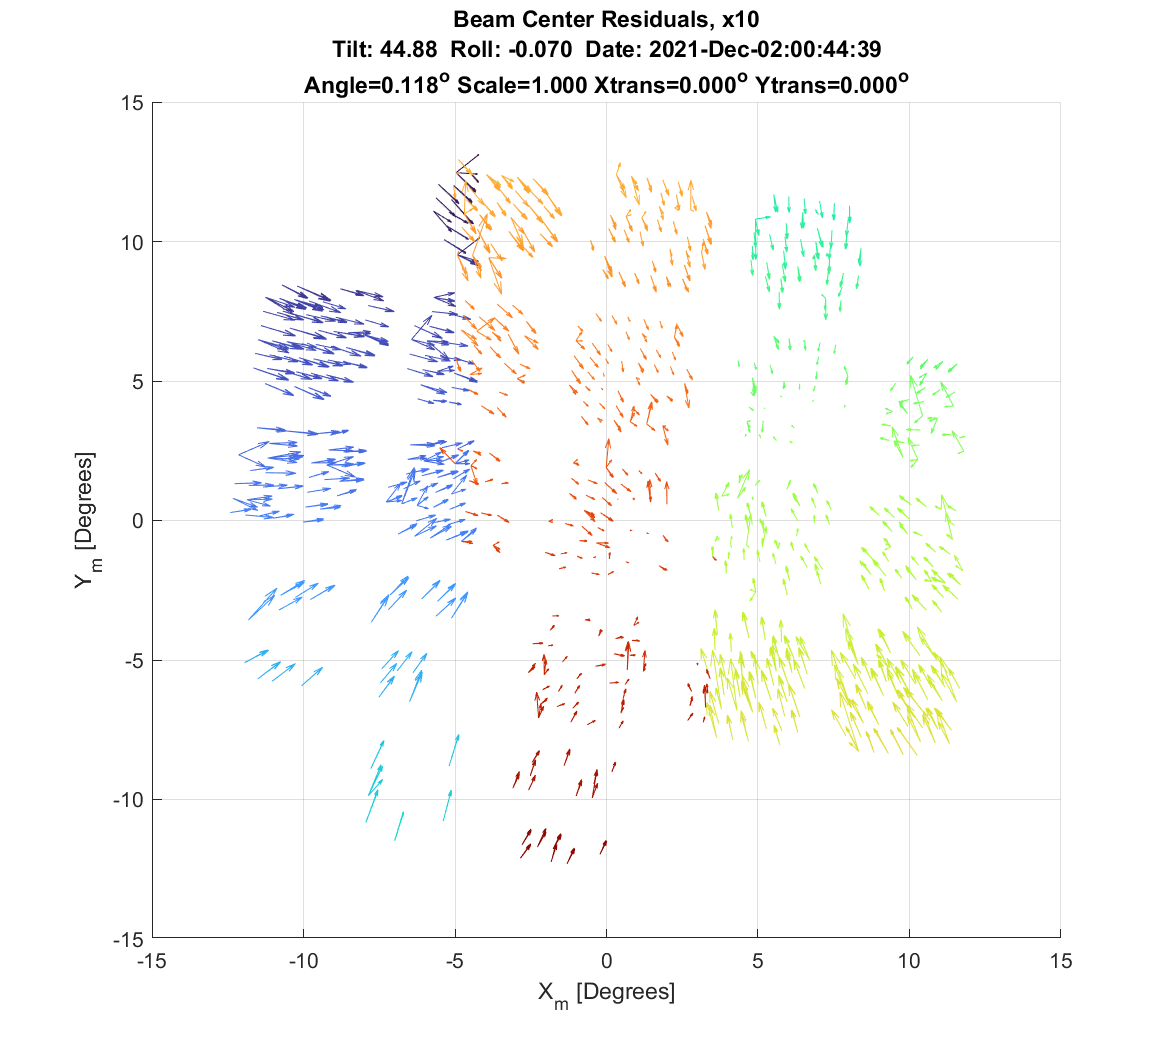 Beam Center Residuals, x10
Tilt: 44.88 Roll: -0.070 Date: 2021-Dec-02:00:44:39
Angle=0.118° Scale=1.000 Xtrans=0.000° Ytrans=0.000°
15
10
5
0
-5
-10
-15
Y_m [Degrees]
-15 -10 -5 0 5 10 15
X_m [Degrees]